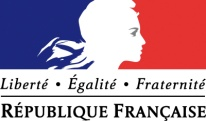 Liberté • Égalité • Fraternité
RÉPUBLIQUE FRANÇAISE